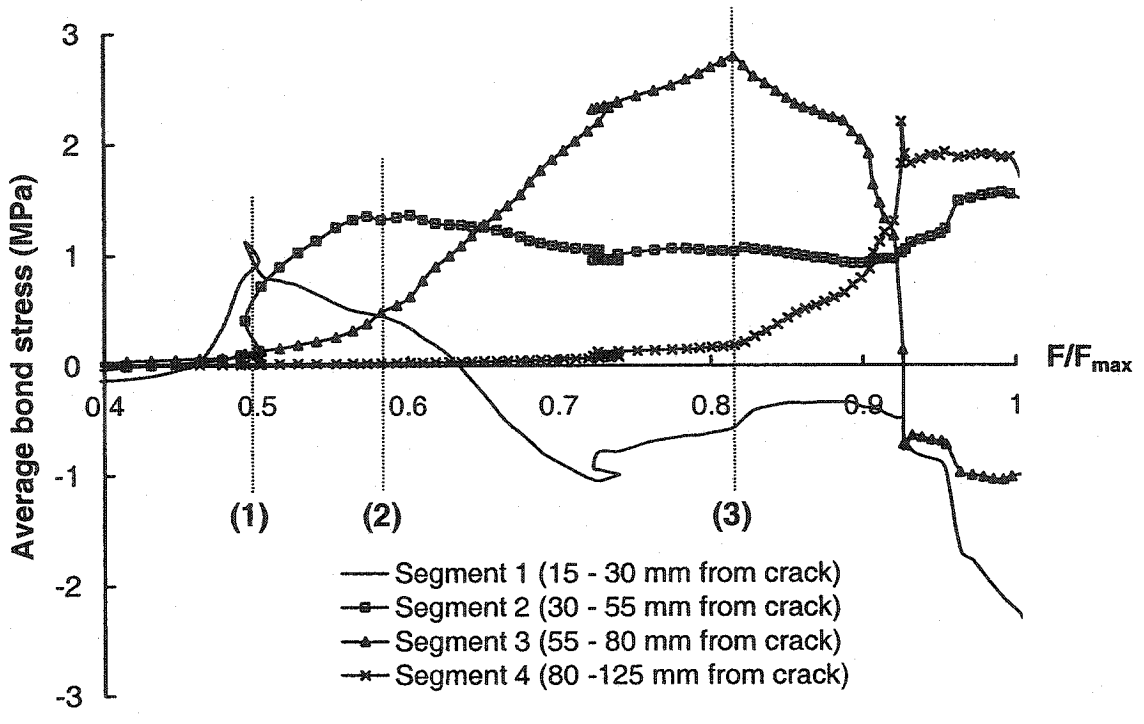 3
2
1
0
-1
-2
-3
Average bond stress (MPa)
0.4 0.5 0.6 0.7 0.8 0.9 1
F/Fmax
(1) (2) (3)
Segment 1 (15 - 30 mm from crack)
Segment 2 (30 - 55 mm from crack)
Segment 3 (55 - 80 mm from crack)
Segment 4 (80 -125 mm from crack)